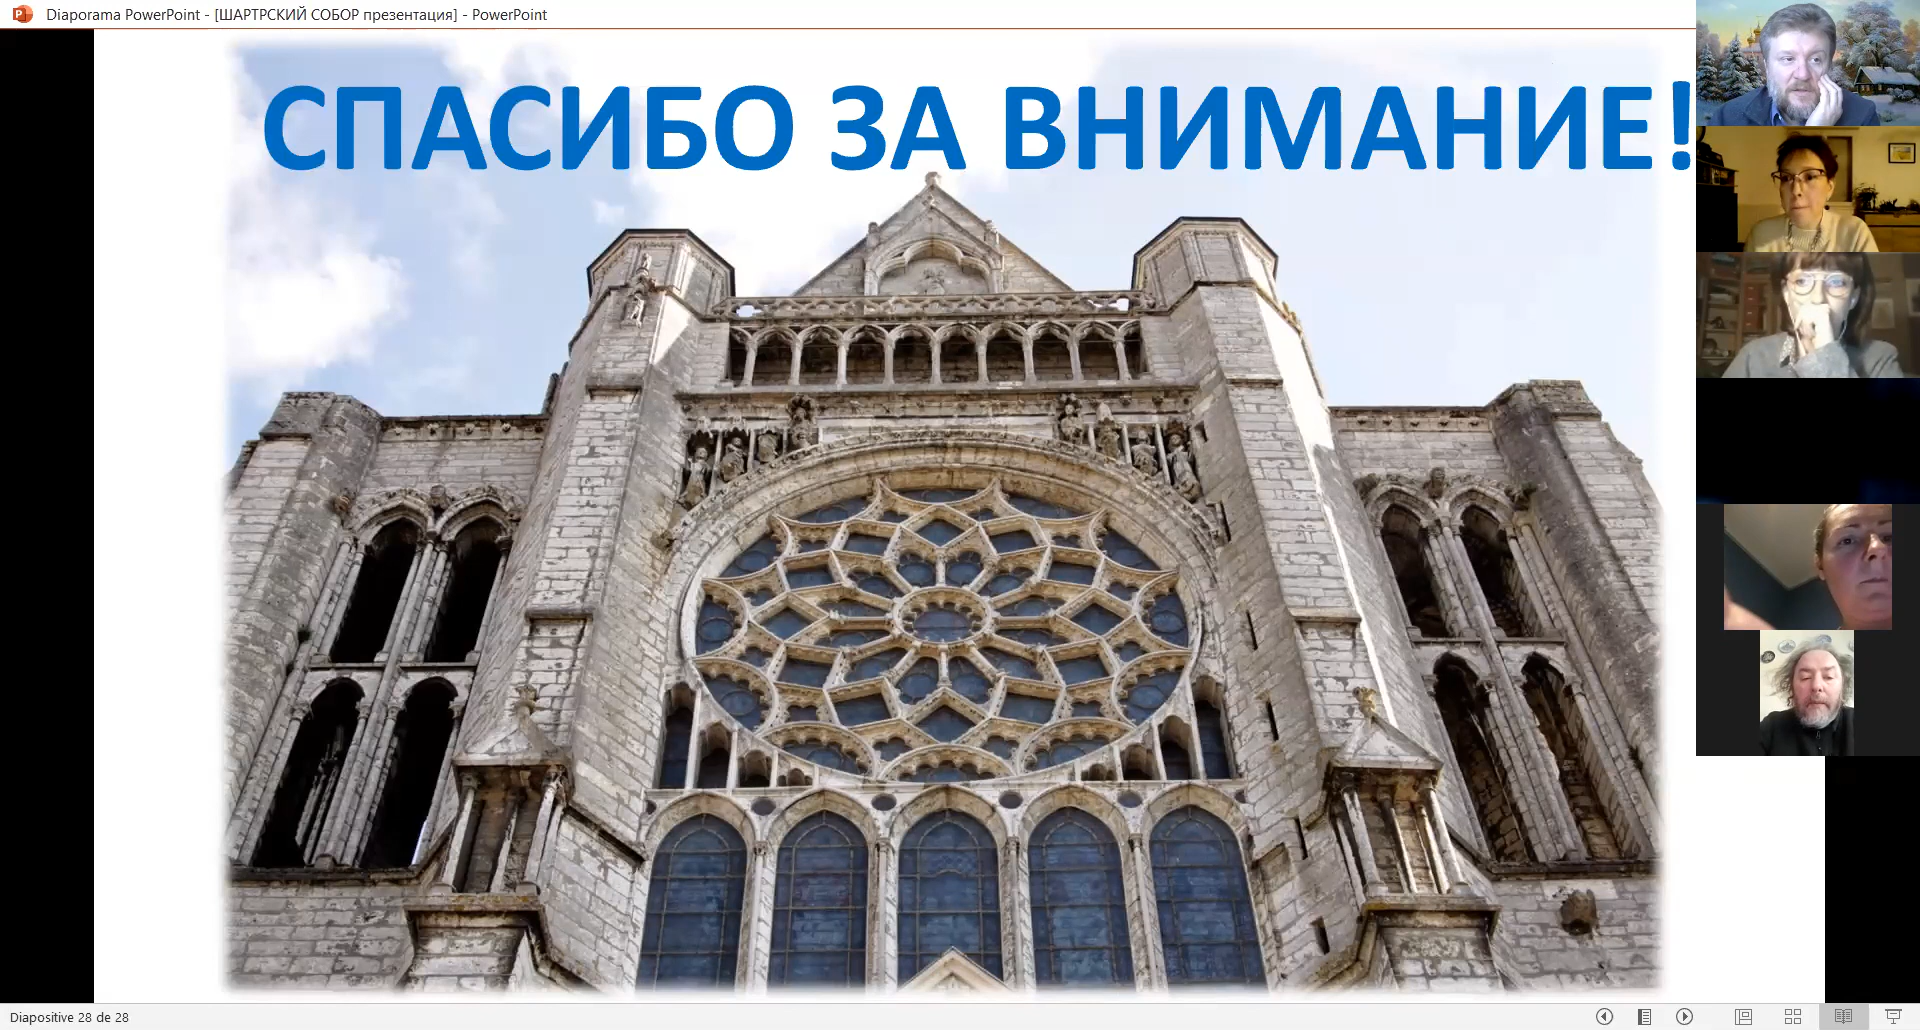 Diaporama PowerPoint - [ШАРТРСКИЙ СОБОР презентация] - PowerPoint
СПАСИБО ЗА ВНИМАНИЕ!
Diapositive 28 de 28